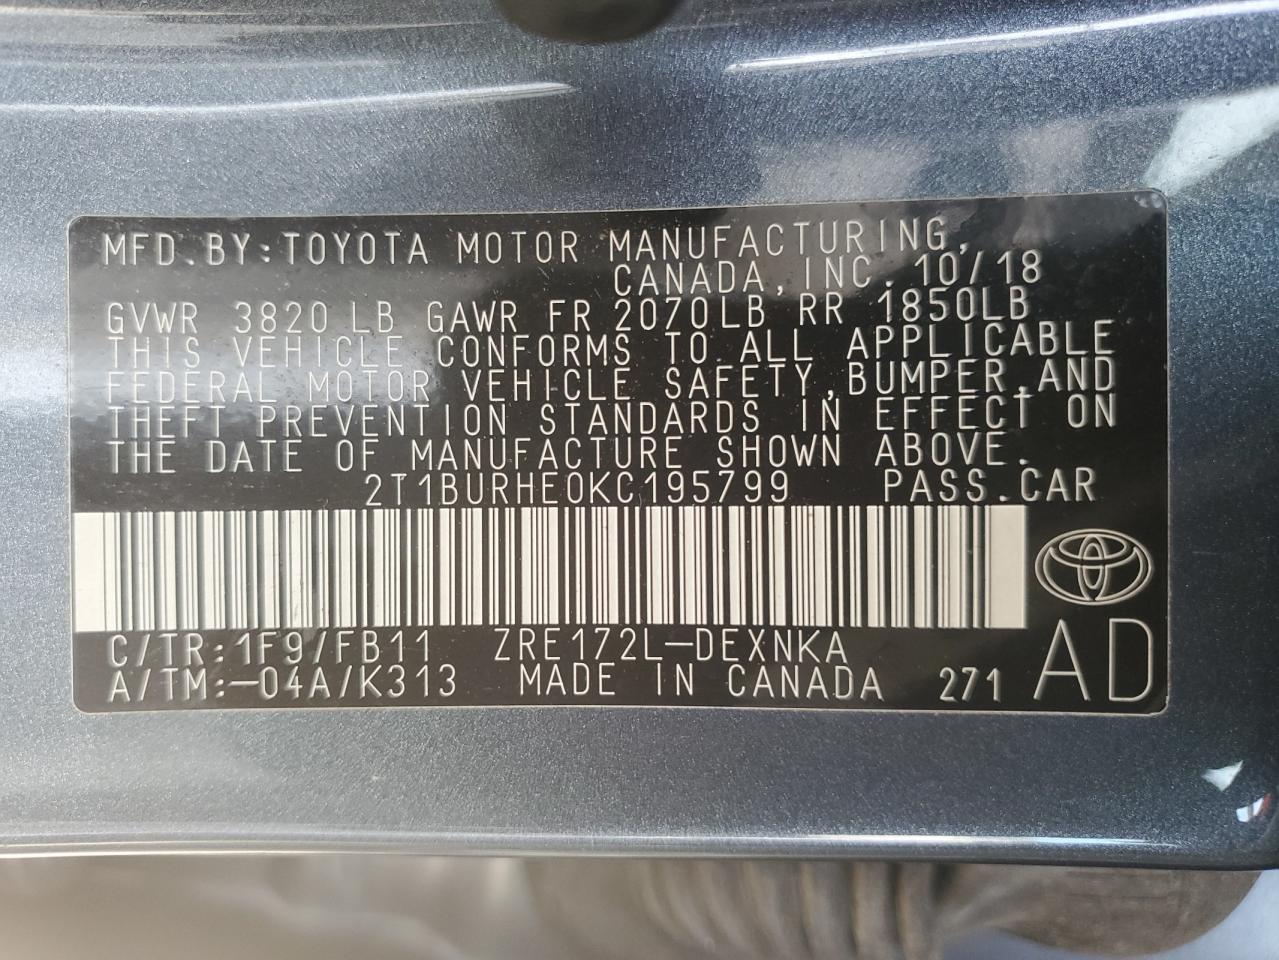 MFD.BY:TOYOTA MOTOR MANUFACTURING,
CANADA,INC. 10/18
GVWR 3820 LB GAWR FR 2070LB RR 1850LB
THIS VEHICLE CONFORMS TO ALL APPLICABLE
FEDERAL MOTOR VEHICLE SAFETY,BUMPER,AND
THEFT PREVENTION STANDARDS IN EFFECT ON
THE DATE OF MANUFACTURE SHOWN ABOVE.
2T1BURHE0KC195799 PASS.CAR
C/TR:1F9/FB11 ZRE172L-DEXNKA
A/TM:-04A/K313 MADE IN CANADA 271 AD